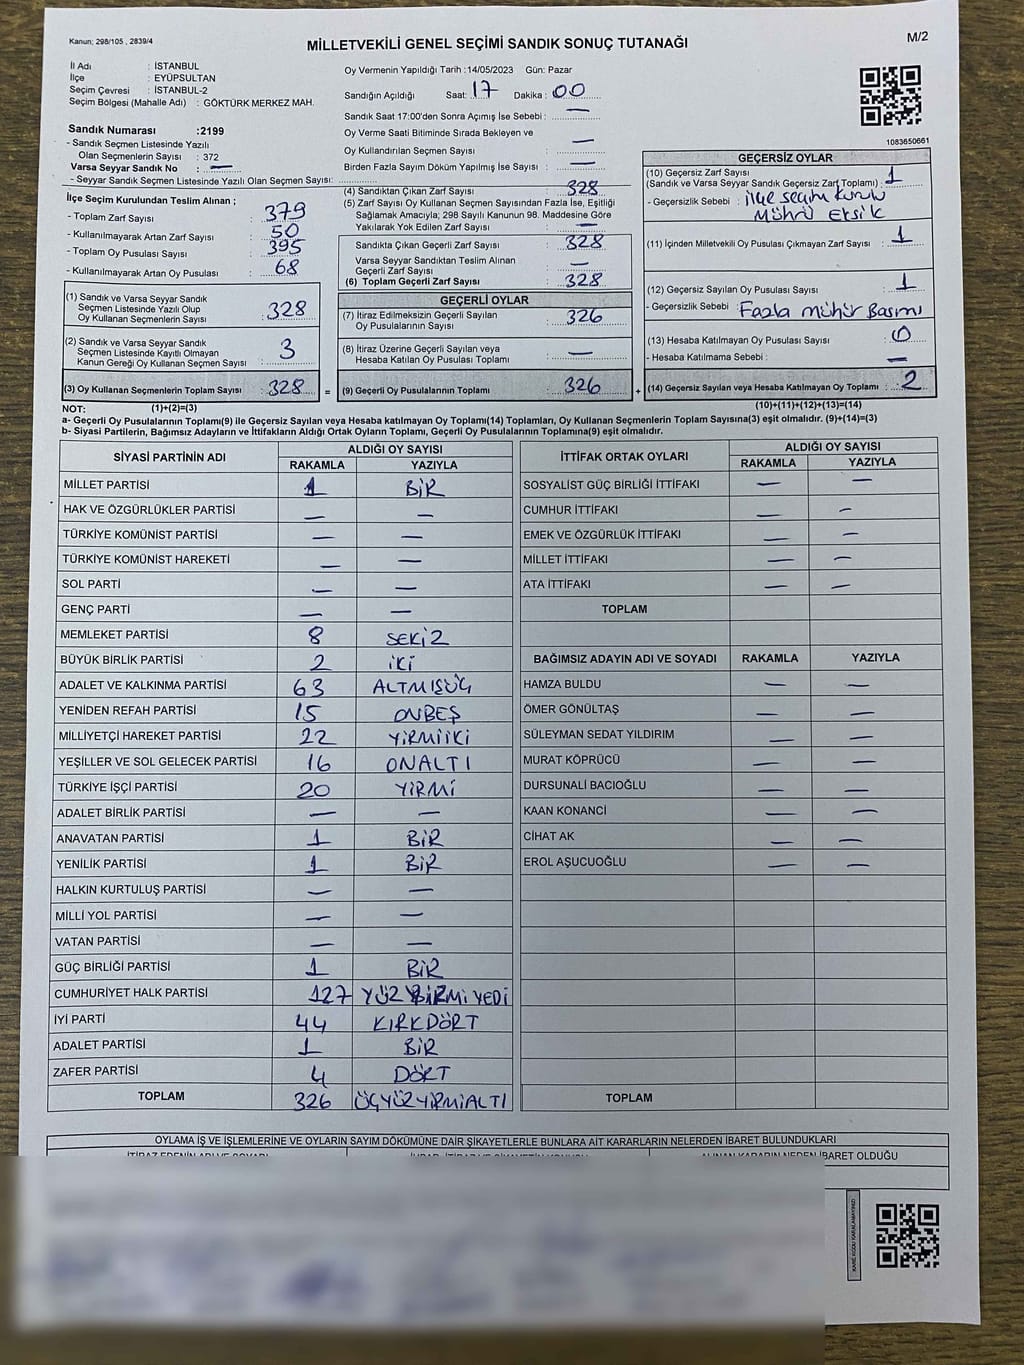 Kanun; 298/105 , 2839/4
MİLLETVEKİLİ GENEL SEÇİMİ SANDIK SONUÇ TUTANAĞI
M/2
İl Adı : İSTANBUL
İlçe : EYÜPSULTAN
Seçim Çevresi : İSTANBUL-2
Seçim Bölgesi (Mahalle Adı) : GÖKTÜRK MERKEZ MAH.
Sandık Numarası :2199
- Sandık Seçmen Listesinde Yazılı
Olan Seçmenlerin Sayısı : 372
Varsa Seyyar Sandık No : —
- Seyyar Sandık Seçmen Listesinde Yazılı Olan Seçmen Sayısı:
İlçe Seçim Kurulundan Teslim Alınan ;
- Toplam Zarf Sayısı : 379
- Kullanılmayarak Artan Zarf Sayısı : 50
- Toplam Oy Pusulası Sayısı : 395
- Kullanılmayarak Artan Oy Pusulası : 68
(1) Sandık ve Varsa Seyyar Sandık
Seçmen Listesinde Yazılı Olup
Oy Kullanan Seçmenlerin Sayısı : 328
(2) Sandık ve Varsa Seyyar Sandık
Seçmen Listesinde Kayıtlı Olmayan
Kanun Gereği Oy Kullanan Seçmen Sayısı : 3
(3) Oy Kullanan Seçmenlerin Toplam Sayısı : 328 =
Oy Vermenin Yapıldığı Tarih :14/05/2023 Gün: Pazar
Sandığın Açıldığı Saat: 17 Dakika : 00
Sandık Saat 17:00'den Sonra Açımış İse Sebebi : —
Oy Verme Saati Bitiminde Sırada Bekleyen ve
Oy Kullandırılan Seçmen Sayısı : —
Birden Fazla Sayım Döküm Yapılmış İse Sayısı : —
(4) Sandıktan Çıkan Zarf Sayısı : 328
(5) Zarf Sayısı Oy Kullanan Seçmen Sayısından Fazla İse, Eşitliği
Sağlamak Amacıyla; 298 Sayılı Kanunun 98. Maddesine Göre
Yakılarak Yok Edilen Zarf Sayısı : —
Sandıkta Çıkan Geçerli Zarf Sayısı : 328
Varsa Seyyar Sandıktan Teslim Alınan
Geçerli Zarf Sayısı : —
(6) Toplam Geçerli Zarf Sayısı : 328
GEÇERLİ OYLAR
(7) İtiraz Edilmeksizin Geçerli Sayılan
Oy Pusulalarının Sayısı : 326
(8) İtiraz Üzerine Geçerli Sayılan veya
Hesaba Katılan Oy Pusulası Toplamı : —
(9) Geçerli Oy Pusulalarının Toplamı : 326 +
1083650661
GEÇERSİZ OYLAR
(10) Geçersiz Zarf Sayısı
(Sandık ve Varsa Seyyar Sandık Geçersiz Zarf Toplamı) : 1
- Geçersizlik Sebebi : ilçe seçim kurulu
Mührü Eksik
(11) İçinden Milletvekili Oy Pusulası Çıkmayan Zarf Sayısı : 1
(12) Geçersiz Sayılan Oy Pusulası Sayısı : 1
- Geçersizlik Sebebi : Fazla Mühür Basımı
(13) Hesaba Katılmayan Oy Pusulası Sayısı : 0
- Hesaba Katılmama Sebebi : —
(14) Geçersiz Sayılan veya Hesaba Katılmayan Oy Toplamı : 2
NOT: (1)+(2)=(3) (10)+(11)+(12)+(13)=(14)
a- Geçerli Oy Pusulalarının Toplamı(9) ile Geçersiz Sayılan veya Hesaba katılmayan Oy Toplamı(14) Toplamları, Oy Kullanan Seçmenlerin Toplam Sayısına(3) eşit olmalıdır. (9)+(14)=(3)
b- Siyasi Partilerin, Bağımsız Adayların ve İttifakların Aldığı Oyların Toplamı, Geçerli Oy Pusulalarının Toplamına(9) eşit olmalıdır.
SİYASİ PARTİNİN ADI ALDIĞI OY SAYISI
RAKAMLA YAZIYLA
MİLLET PARTİSİ 1 BİR
HAK VE ÖZGÜRLÜKLER PARTİSİ — —
TÜRKİYE KOMÜNİST PARTİSİ — —
TÜRKİYE KOMÜNİST HAREKETİ — —
SOL PARTİ — —
GENÇ PARTİ — —
MEMLEKET PARTİSİ 8 SEKİZ
BÜYÜK BİRLİK PARTİSİ 2 İKİ
ADALET VE KALKINMA PARTİSİ 63 ALTMIŞÜÇ
YENİDEN REFAH PARTİSİ 15 ONBEŞ
MİLLİYETÇİ HAREKET PARTİSİ 22 YİRMİİKİ
YEŞİLLER VE SOL GELECEK PARTİSİ 16 ONALTI
TÜRKİYE İŞÇİ PARTİSİ 20 YİRMİ
ADALET BİRLİK PARTİSİ — —
ANAVATAN PARTİSİ 1 BİR
YENİLİK PARTİSİ 1 BİR
HALKIN KURTULUŞ PARTİSİ — —
MİLLİ YOL PARTİSİ — —
VATAN PARTİSİ — —
GÜÇ BİRLİĞİ PARTİSİ 1 BİR
CUMHURİYET HALK PARTİSİ 127 YÜZ YİRMİ YEDİ
İYİ PARTİ 44 KIRKDÖRT
ADALET PARTİSİ 1 BİR
ZAFER PARTİSİ 4 DÖRT
TOPLAM 326 ÜÇYÜZYİRMİALTI
İTTİFAK ORTAK OYLARI ALDIĞI OY SAYISI
RAKAMLA YAZIYLA
SOSYALİST GÜÇ BİRLİĞİ İTTİFAKI — —
CUMHUR İTTİFAKI — —
EMEK VE ÖZGÜRLÜK İTTİFAKI — —
MİLLET İTTİFAKI — —
ATA İTTİFAKI — —
TOPLAM
BAĞIMSIZ ADAYIN ADI VE SOYADI RAKAMLA YAZIYLA
HAMZA BULDU — —
ÖMER GÖNÜLTAŞ — —
SÜLEYMAN SEDAT YILDIRIM — —
MURAT KÖPRÜCÜ — —
DURSUNALİ BACIOĞLU — —
KAAN KONANCİ — —
CİHAT AK — —
EROL AŞUCUOĞLU — —
TOPLAM
OYLAMA İŞ VE İŞLEMLERİNE VE OYLARIN SAYIM DÖKÜMÜNE DAİR ŞİKAYETLERLE BUNLARA AİT KARARLARIN NELERDEN İBARET BULUNDUKLARI
İTİRAZ EDENİN ADI VE SOYADI
ALINAN KARARIN NEDEN İBARET OLDUĞU